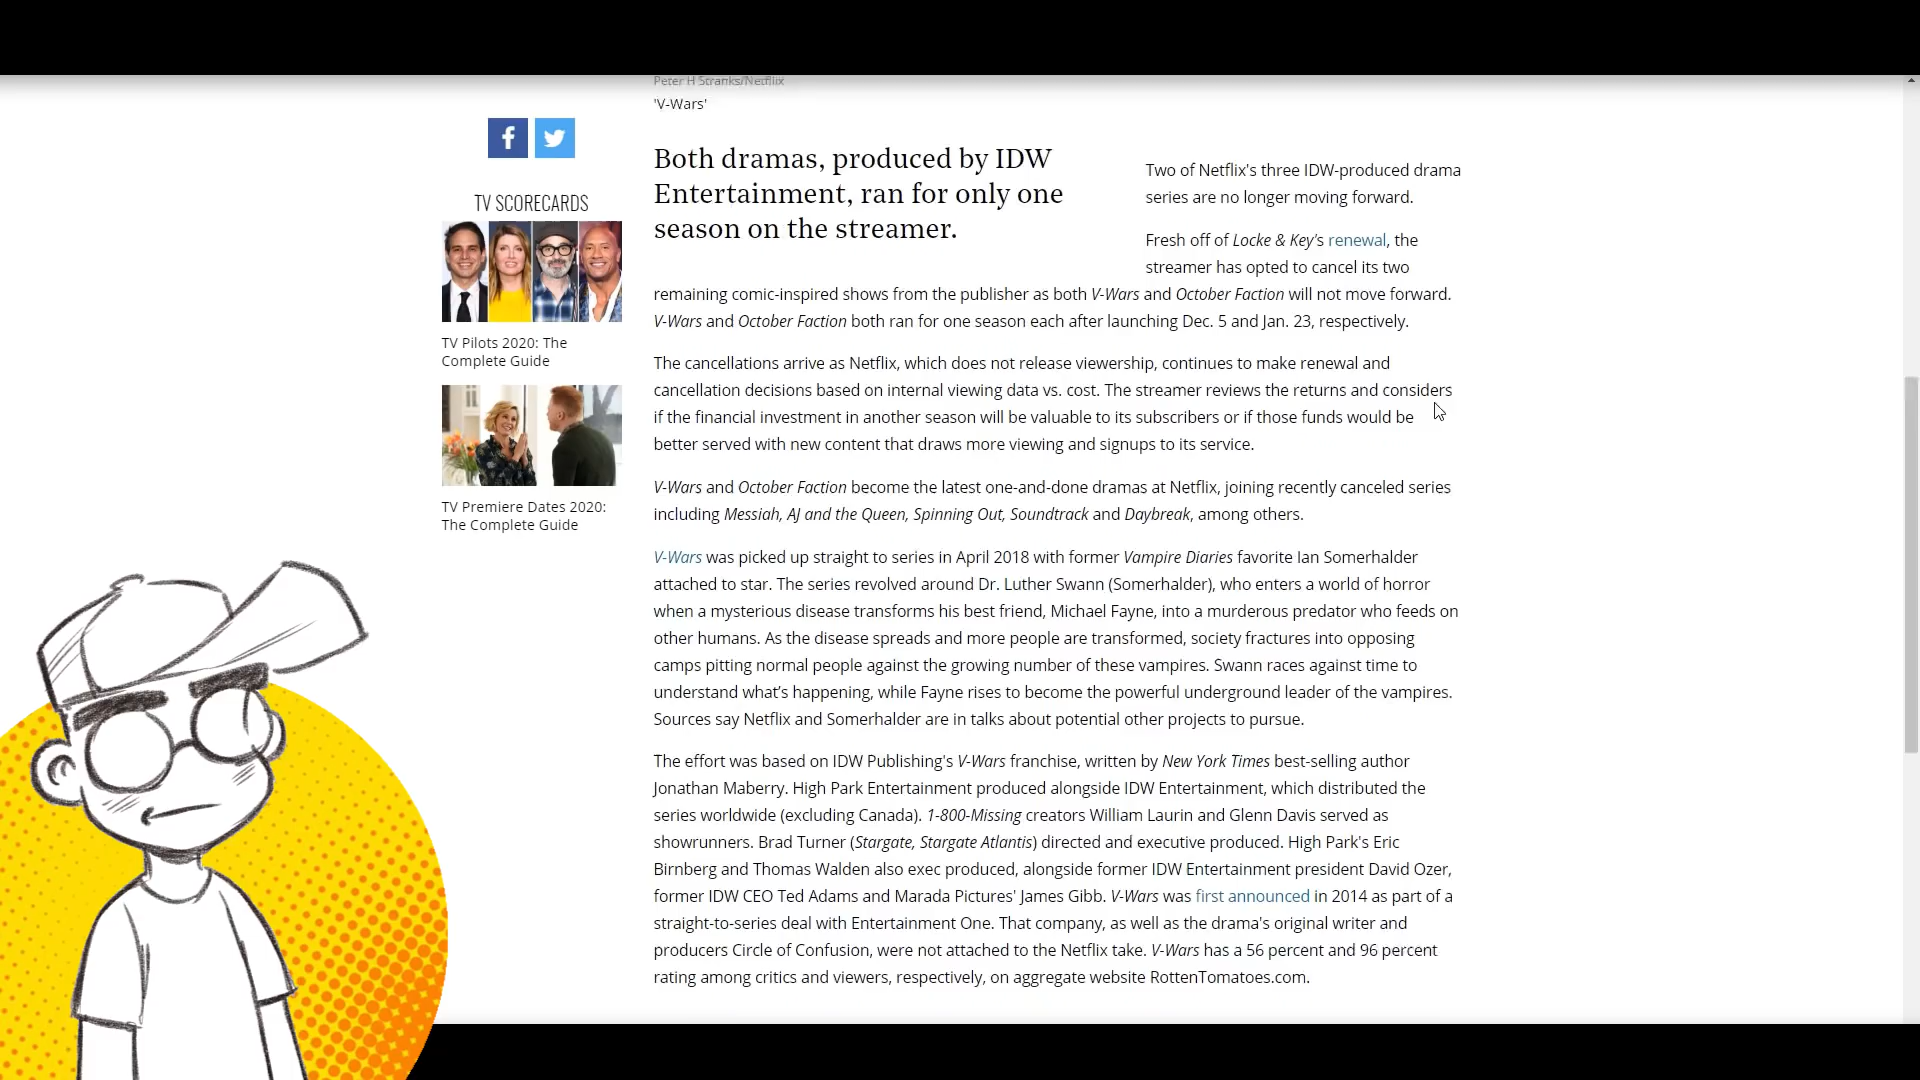 Peter H Stranks/Netflix
'V-Wars'
f
TV SCORECARDS
TV Pilots 2020: The
Complete Guide
TV Premiere Dates 2020:
The Complete Guide
Both dramas, produced by IDW
Entertainment, ran for only one
season on the streamer.
Two of Netflix's three IDW-produced drama
series are no longer moving forward.
Fresh off of Locke & Key's renewal, the
streamer has opted to cancel its two
remaining comic-inspired shows from the publisher as both V-Wars and October Faction will not move forward.
V-Wars and October Faction both ran for one season each after launching Dec. 5 and Jan. 23, respectively.
The cancellations arrive as Netflix, which does not release viewership, continues to make renewal and
cancellation decisions based on internal viewing data vs. cost. The streamer reviews the returns and considers
if the financial investment in another season will be valuable to its subscribers or if those funds would be
better served with new content that draws more viewing and signups to its service.
V-Wars and October Faction become the latest one-and-done dramas at Netflix, joining recently canceled series
including Messiah, AJ and the Queen, Spinning Out, Soundtrack and Daybreak, among others.
V-Wars was picked up straight to series in April 2018 with former Vampire Diaries favorite Ian Somerhalder
attached to star. The series revolved around Dr. Luther Swann (Somerhalder), who enters a world of horror
when a mysterious disease transforms his best friend, Michael Fayne, into a murderous predator who feeds on
other humans. As the disease spreads and more people are transformed, society fractures into opposing
camps pitting normal people against the growing number of these vampires. Swann races against time to
understand what's happening, while Fayne rises to become the powerful underground leader of the vampires.
Sources say Netflix and Somerhalder are in talks about potential other projects to pursue.
The effort was based on IDW Publishing's V-Wars franchise, written by New York Times best-selling author
Jonathan Maberry. High Park Entertainment produced alongside IDW Entertainment, which distributed the
series worldwide (excluding Canada). 1-800-Missing creators William Laurin and Glenn Davis served as
showrunners. Brad Turner (Stargate, Stargate Atlantis) directed and executive produced. High Park's Eric
Birnberg and Thomas Walden also exec produced, alongside former IDW Entertainment president David Ozer,
former IDW CEO Ted Adams and Marada Pictures' James Gibb. V-Wars was first announced in 2014 as part of a
straight-to-series deal with Entertainment One. That company, as well as the drama's original writer and
producers Circle of Confusion, were not attached to the Netflix take. V-Wars has a 56 percent and 96 percent
rating among critics and viewers, respectively, on aggregate website RottenTomatoes.com.